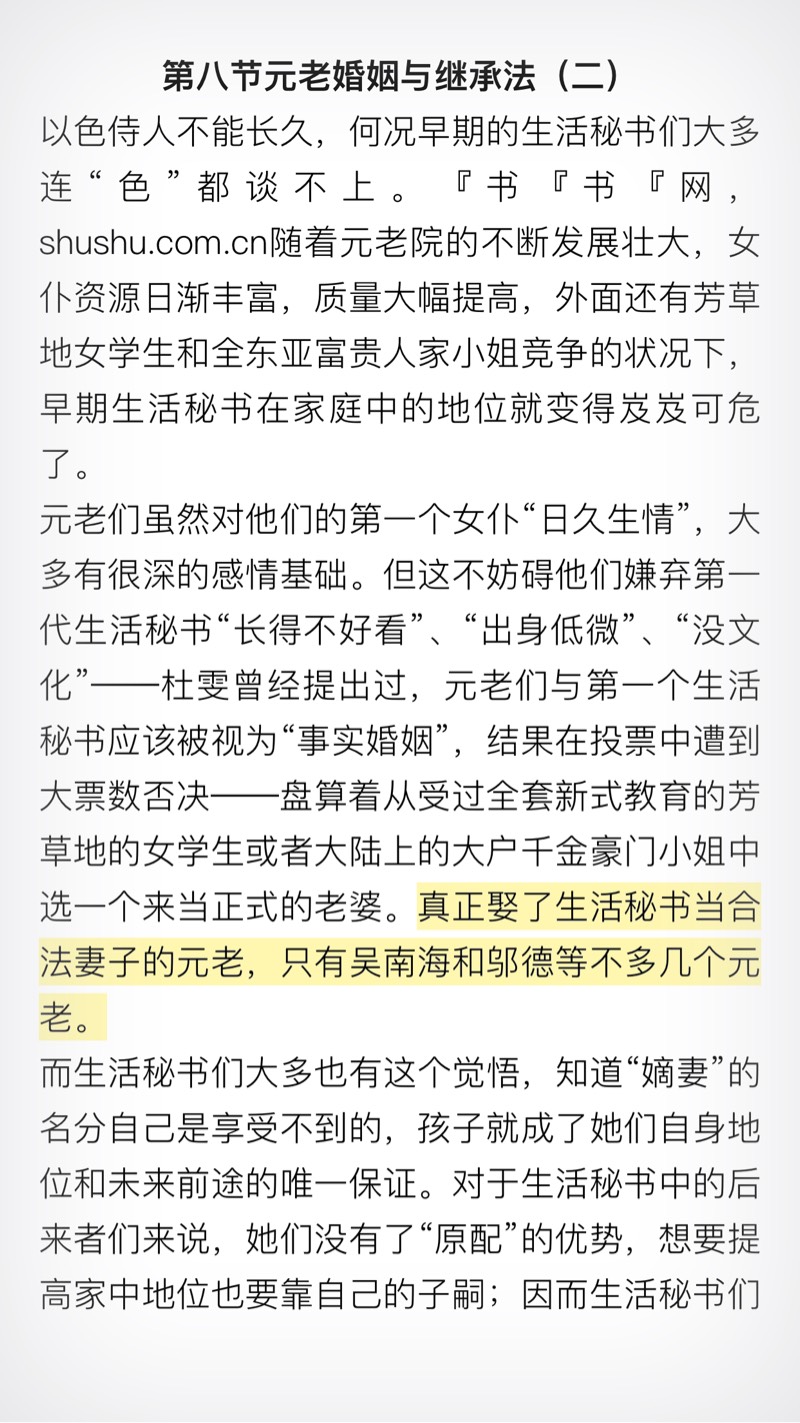 第八节元老婚姻与继承法（二）
以色侍人不能长久，何况早期的生活秘书们大多
连“色”都谈不上。『书『书『网，
shushu.com.cn随着元老院的不断发展壮大，女
仆资源日渐丰富，质量大幅提高，外面还有芳草
地女学生和全东亚富贵人家小姐竞争的状况下，
早期生活秘书在家庭中的地位就变得岌岌可危
了。
元老们虽然对他们的第一个女仆“日久生情”，大
多有很深的感情基础。但这不妨碍他们嫌弃第一
代生活秘书“长得不好看”、“出身低微”、“没文
化”——杜雯曾经提出过，元老们与第一个生活
秘书应该被视为“事实婚姻”，结果在投票中遭到
大票数否决——盘算着从受过全套新式教育的芳
草地的女学生或者大陆上的大户千金豪门小姐中
选一个来当正式的老婆。真正娶了生活秘书当合
法妻子的元老，只有吴南海和邬德等不多几个元
老。
而生活秘书们大多也有这个觉悟，知道“嫡妻”的
名分自己是享受不到的，孩子就成了她们自身地
位和未来前途的唯一保证。对于生活秘书中的后
来者们来说，她们没有了“原配”的优势，想要提
高家中地位也要靠自己的子嗣；因而生活秘书们